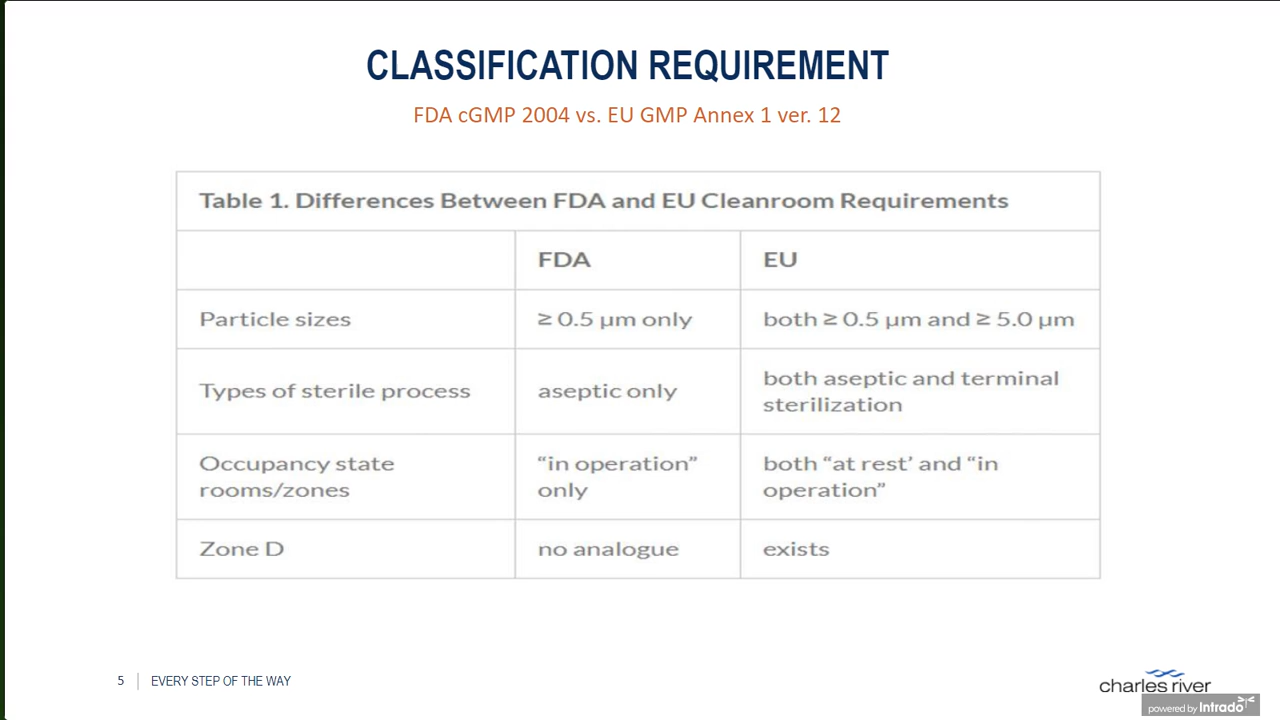 CLASSIFICATION REQUIREMENT
FDA cGMP 2004 vs. EU GMP Annex 1 ver. 12
Table 1. Differences Between FDA and EU Cleanroom Requirements
FDA EU
Particle sizes ≥ 0.5 µm only both ≥ 0.5 µm and ≥ 5.0 µm
Types of sterile process aseptic only both aseptic and terminal
sterilization
Occupancy state “in operation” both “at rest’ and “in
rooms/zones only operation”
Zone D no analogue exists
5 EVERY STEP OF THE WAY
charles river
powered by Intrado